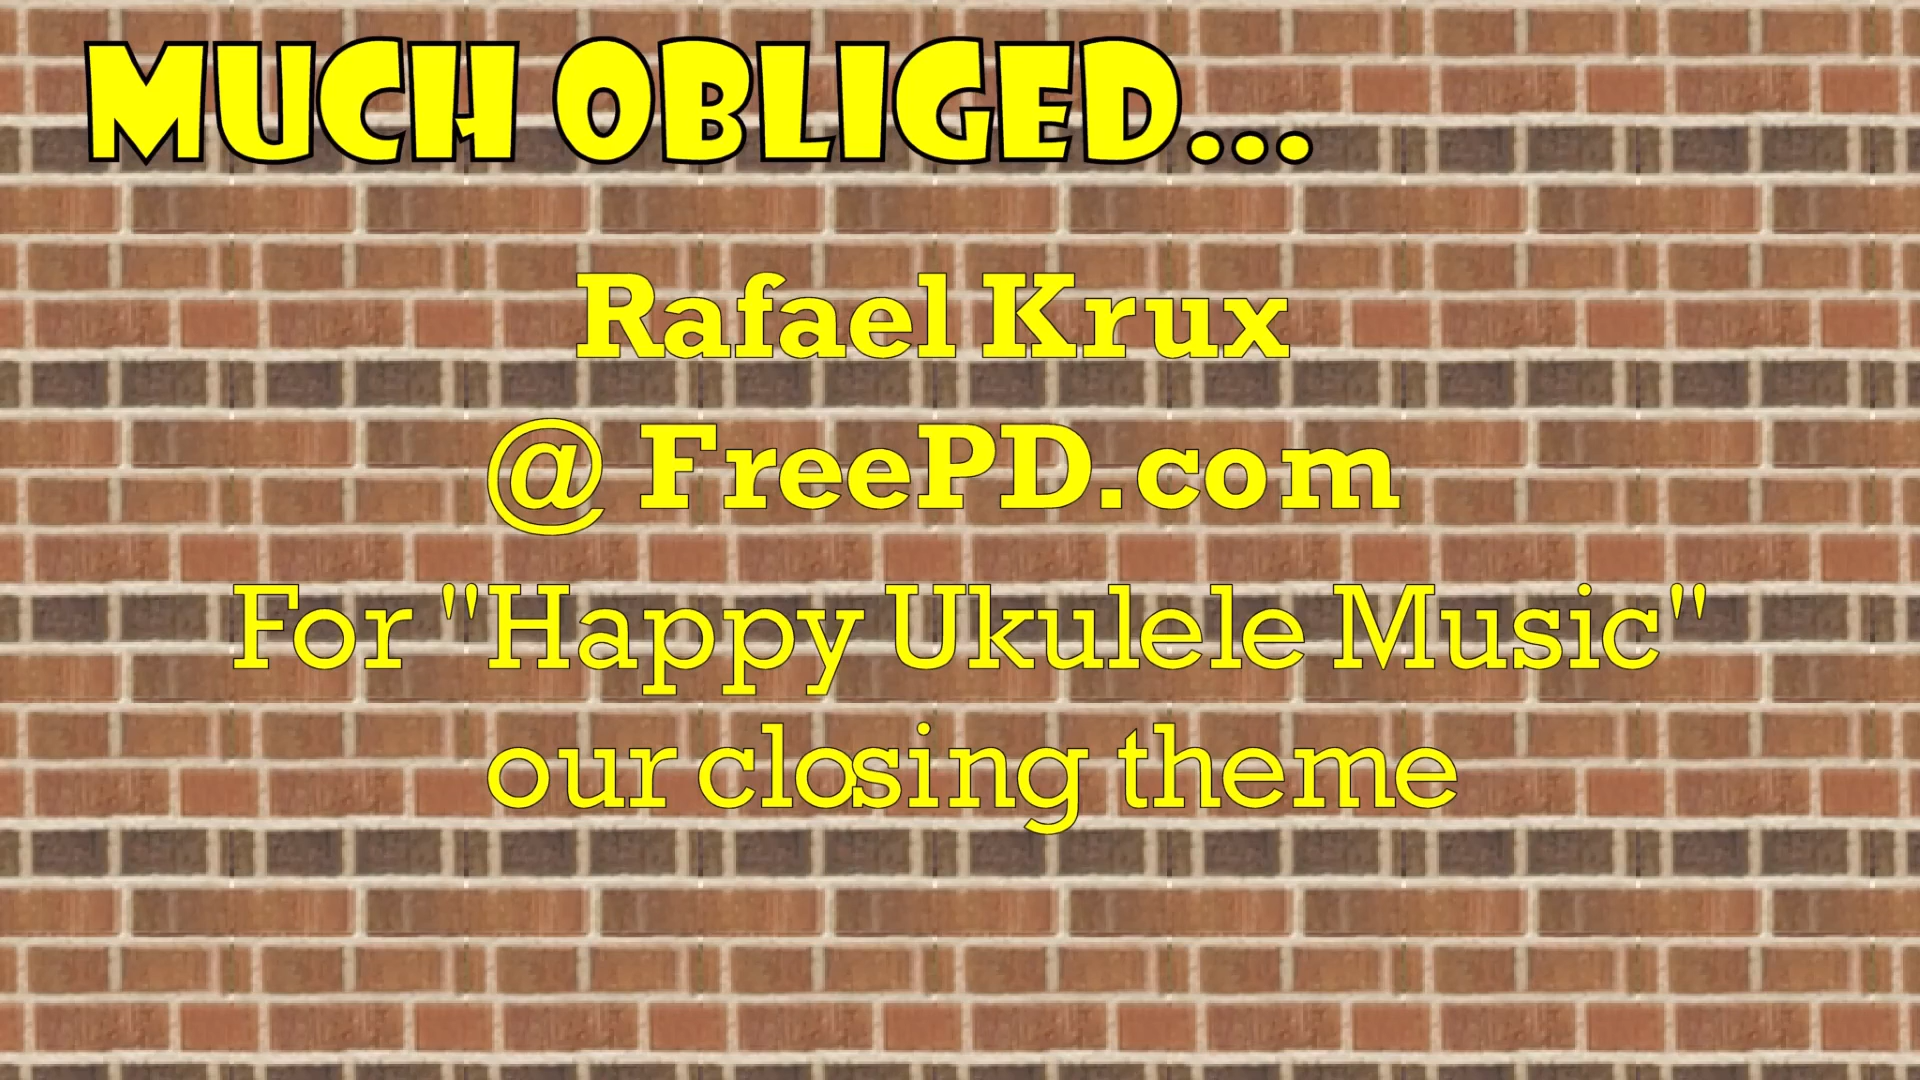 MUCH OBLIGED...
Rafael Krux
@ FreePD.com
For "Happy Ukulele Music"
our closing theme